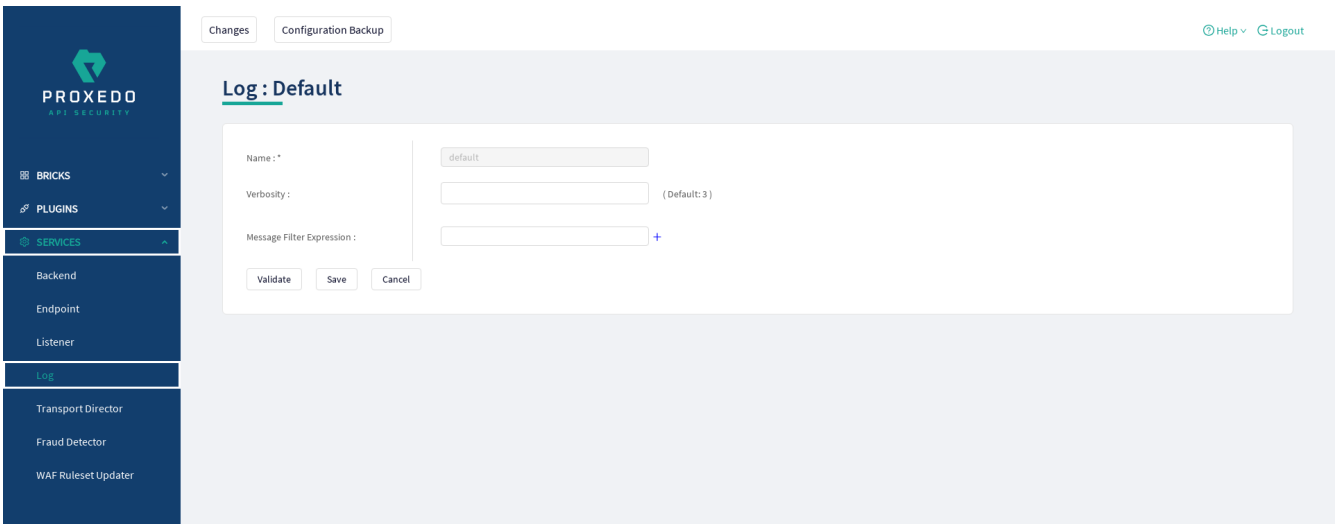 Changes
Configuration Backup
Help
Logout
PROXEDO
API SECURITY
BRICKS
PLUGINS
SERVICES
Backend
Endpoint
Listener
Log
Transport Director
Fraud Detector
WAF Ruleset Updater
Log : Default
Name : *
default
Verbosity :
( Default: 3 )
Message Filter Expression :
+
Validate
Save
Cancel